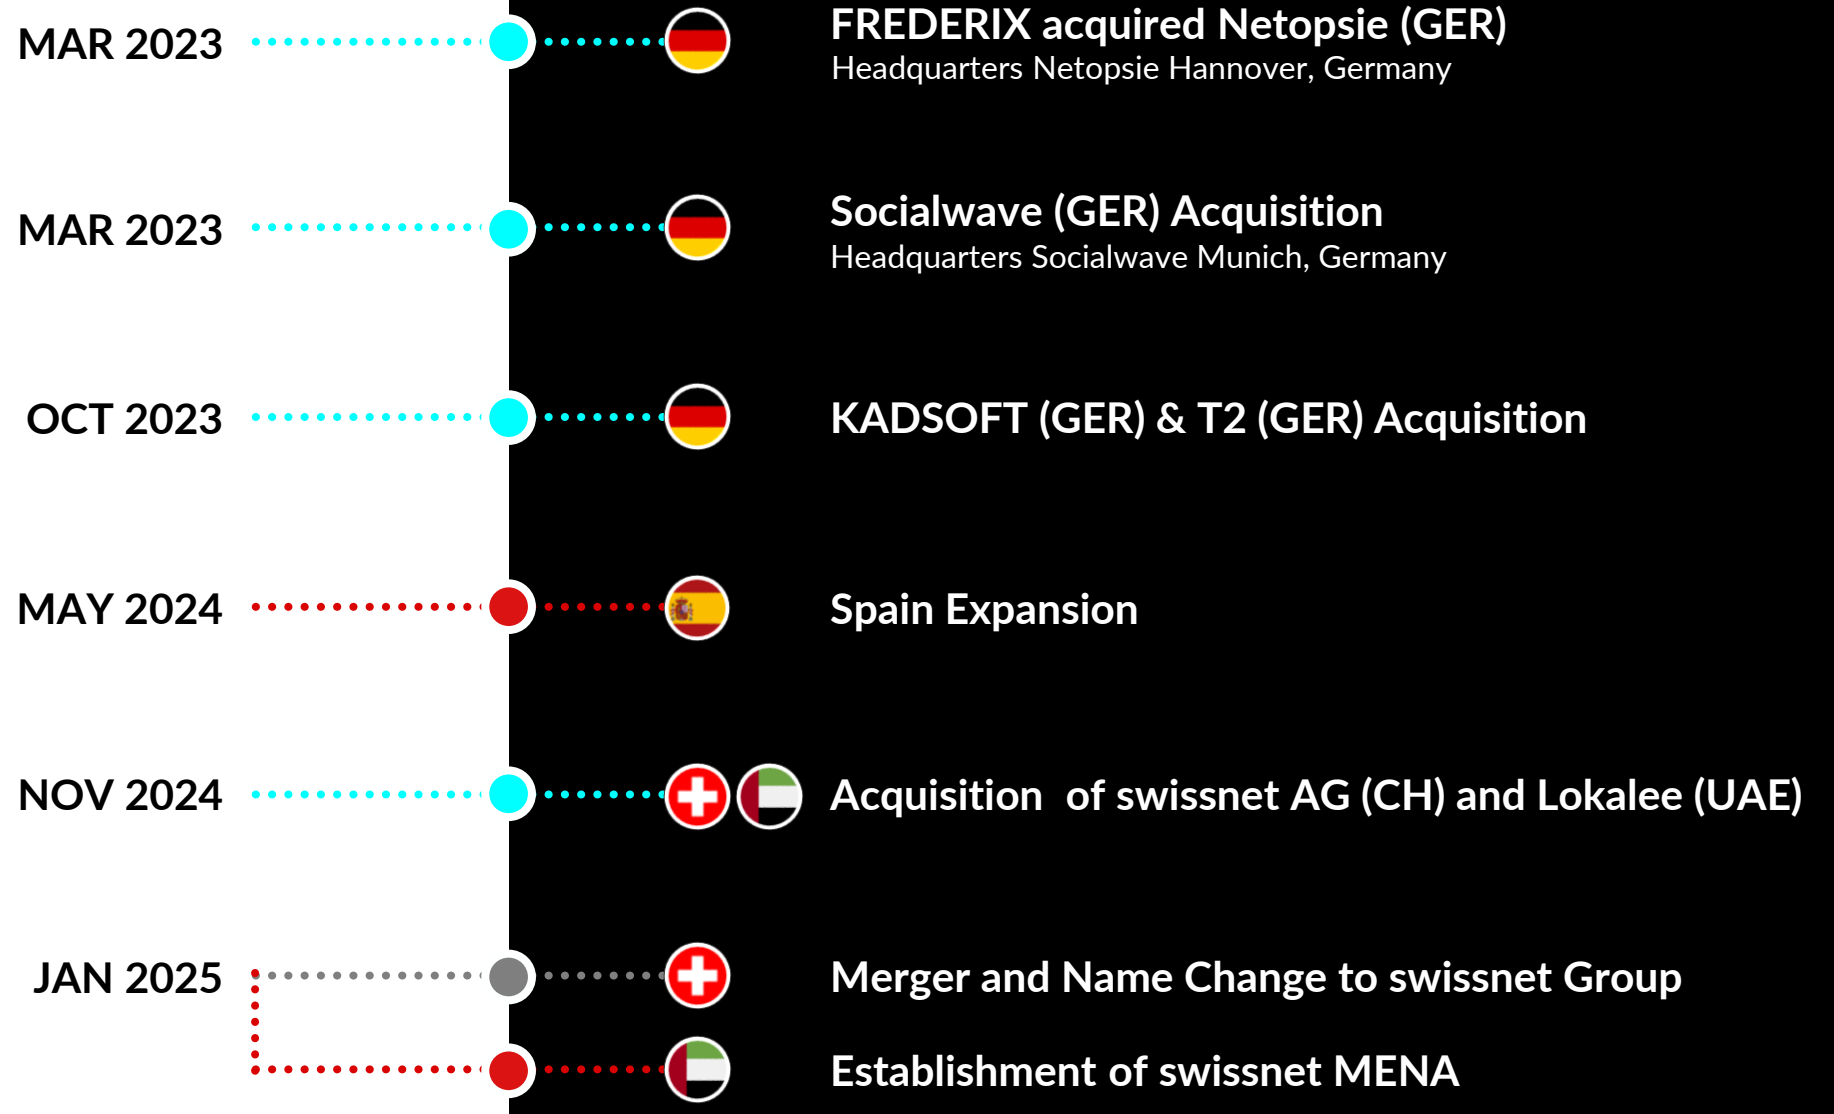 MAR 2023
FREDERIX acquired Netopsie (GER)
Headquarters Netopsie Hannover, Germany
MAR 2023
Socialwave (GER) Acquisition
Headquarters Socialwave Munich, Germany
OCT 2023
KADSOFT (GER) & T2 (GER) Acquisition
MAY 2024
Spain Expansion
NOV 2024
Acquisition of swissnet AG (CH) and Lokalee (UAE)
JAN 2025
Merger and Name Change to swissnet Group
Establishment of swissnet MENA